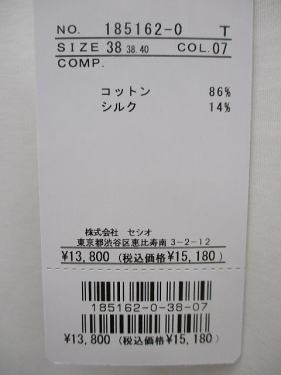 NO. 185162-0 T
SIZE 38 38.40 COL.07
COMP.
コットン 86%
シルク 14%
株式会社 セシオ
東京都渋谷区恵比寿南3-2-12
¥13,800(税込価格¥15,180)
185162-0-38-07
¥13,800(税込価格¥15,180)